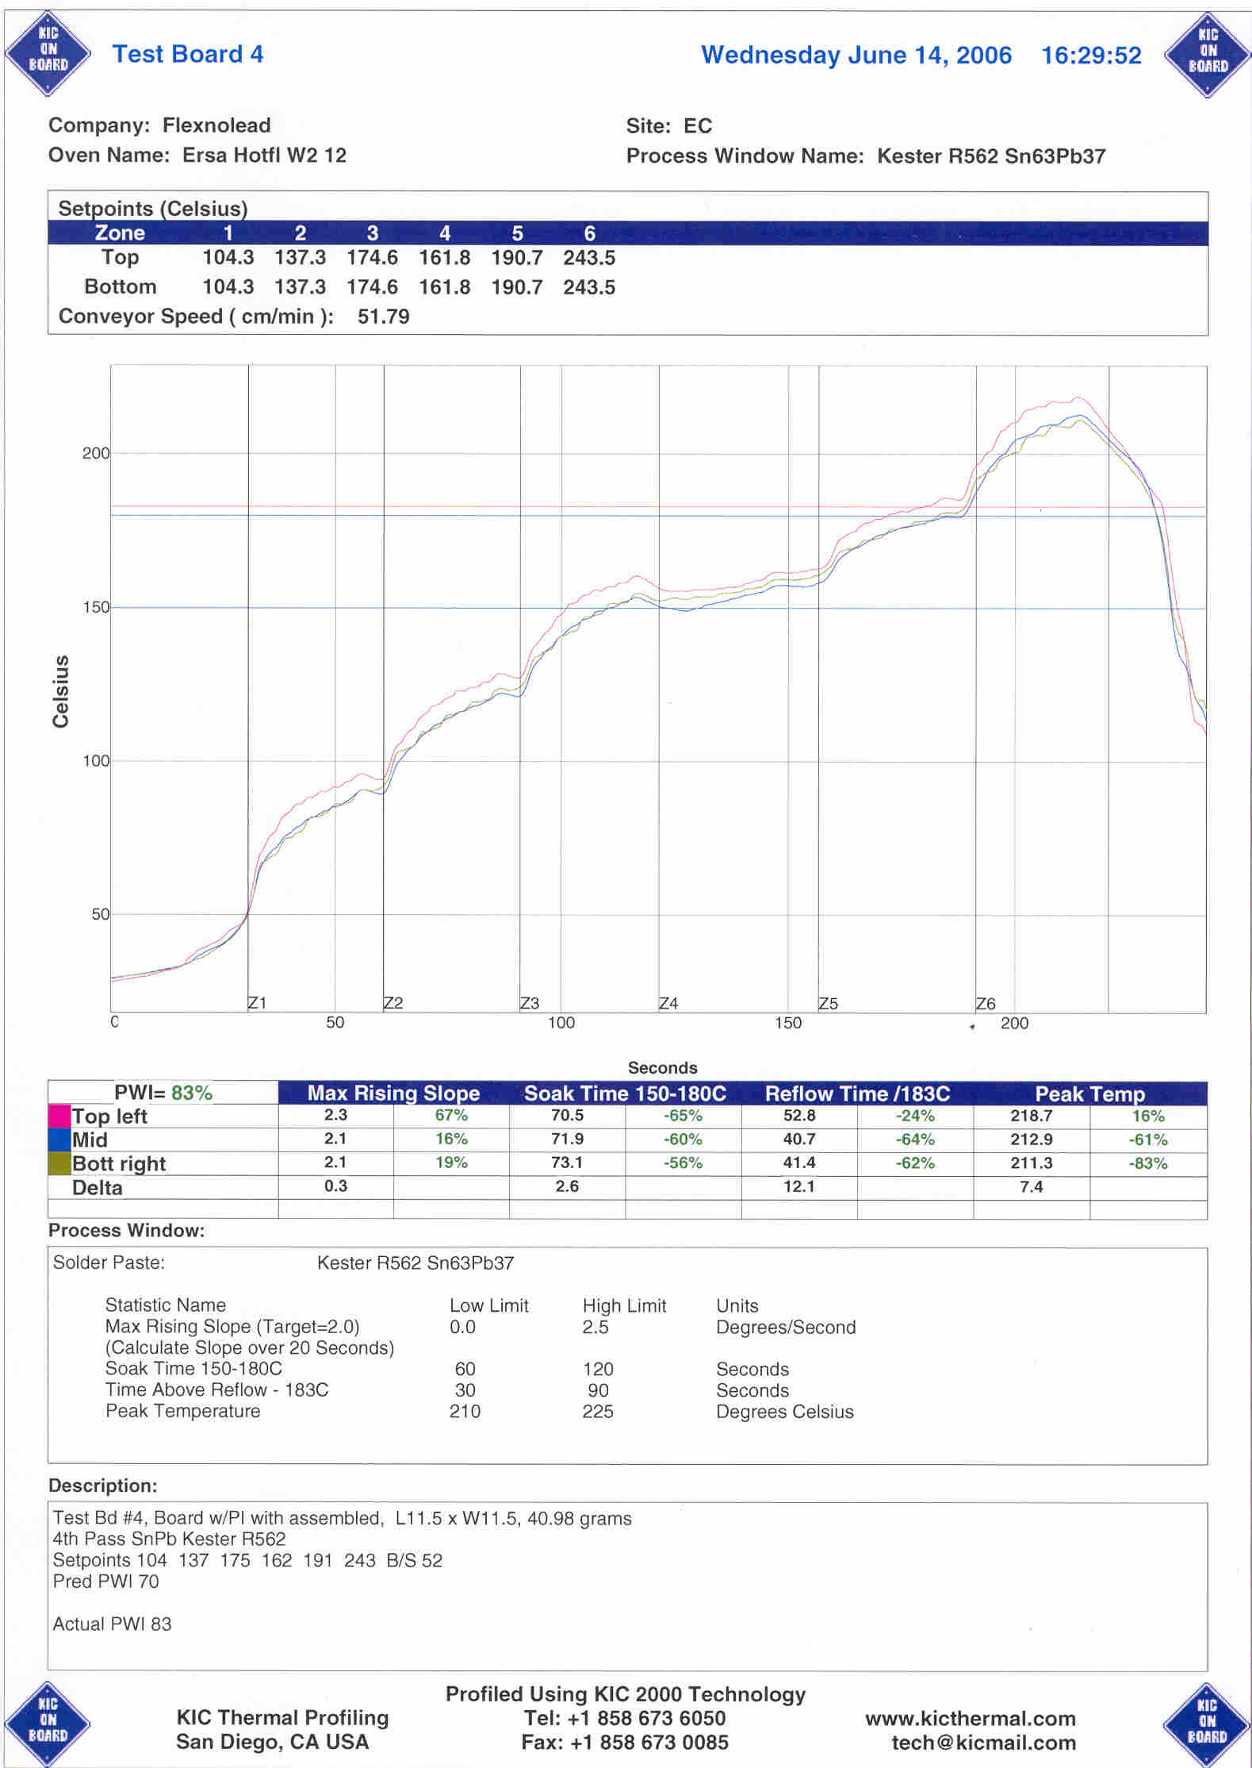 KIC ON BOARD
Test Board 4 Wednesday June 14, 2006 16:29:52
KIC ON BOARD
Company: Flexnolead Site: EC
Oven Name: Ersa Hotfl W2 12 Process Window Name: Kester R562 Sn63Pb37
Setpoints (Celsius)
Zone 1 2 3 4 5 6
Top 104.3 137.3 174.6 161.8 190.7 243.5
Bottom 104.3 137.3 174.6 161.8 190.7 243.5
Conveyor Speed ( cm/min ): 51.79
200
150
100
50
Celsius
Z1 Z2 Z3 Z4 Z5 Z6
0 50 100 150 200
Seconds
PWI= 83% Max Rising Slope Soak Time 150-180C Reflow Time /183C Peak Temp
Top left 2.3 67% 70.5 -65% 52.8 -24% 218.7 16%
Mid 2.1 16% 71.9 -60% 40.7 -64% 212.9 -61%
Bott right 2.1 19% 73.1 -56% 41.4 -62% 211.3 -83%
Delta 0.3 2.6 12.1 7.4
Process Window:
Solder Paste: Kester R562 Sn63Pb37
Statistic Name Low Limit High Limit Units
Max Rising Slope (Target=2.0) 0.0 2.5 Degrees/Second
(Calculate Slope over 20 Seconds)
Soak Time 150-180C 60 120 Seconds
Time Above Reflow - 183C 30 90 Seconds
Peak Temperature 210 225 Degrees Celsius
Description:
Test Bd #4, Board w/PI with assembled, L11.5 x W11.5, 40.98 grams
4th Pass SnPb Kester R562
Setpoints 104 137 175 162 191 243 B/S 52
Pred PWI 70
Actual PWI 83
KIC ON BOARD
Profiled Using KIC 2000 Technology
KIC Thermal Profiling Tel: +1 858 673 6050 www.kicthermal.com
San Diego, CA USA Fax: +1 858 673 0085 tech@kicmail.com
KIC ON BOARD